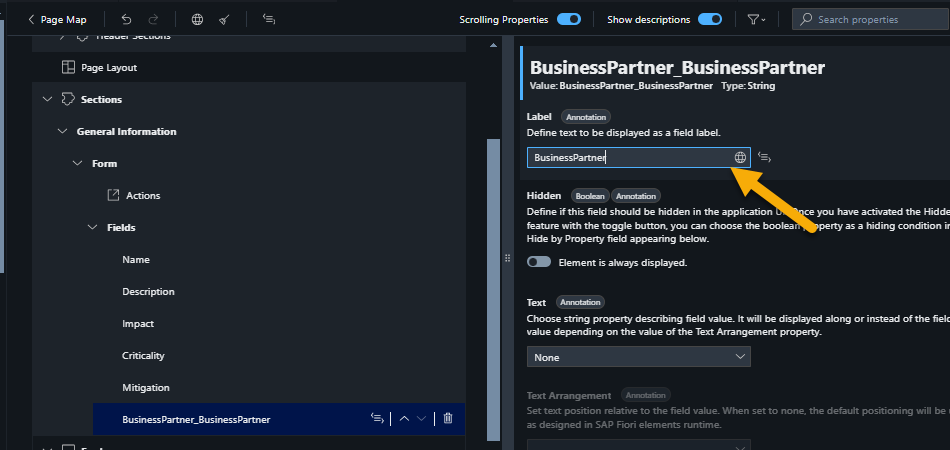 Page Map
Scrolling Properties
Show descriptions
Search properties
Header Sections
Page Layout
Sections
General Information
Form
Actions
Fields
Name
Description
Impact
Criticality
Mitigation
BusinessPartner_BusinessPartner
BusinessPartner_BusinessPartner
Value: BusinessPartner_BusinessPartner Type: String
Label Annotation
Define text to be displayed as a field label.
BusinessPartner
Hidden Boolean Annotation
Define if this field should be hidden in the application Once you have activated the Hidde
feature with the toggle button, you can choose the boolean property as a hiding condition in
Hide by Property field appearing below.
Element is always displayed.
Text Annotation
Choose string property describing field value. It will be displayed along or instead of the field
value depending on the value of the Text Arrangement property.
None
Text Arrangement Annotation
Set text position relative to the field value. When set to none, the default positioning will be
as designed in SAP Fiori elements runtime.